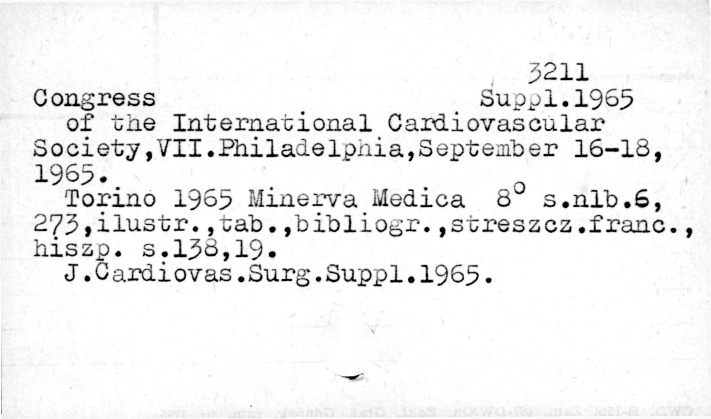 3211
Congress Suppl.1965
of the International Cardiovascular
Society,VII.Philadelphia,September 16-18,
1965.
Torino 1965 Minerva Medica 8° s.nlb.6,
273,ilustr.,tab.,bibliogr.,streszcz.franc.,
hiszp. s.138,19.
J.Cardiovas.Surg.Suppl.1965.